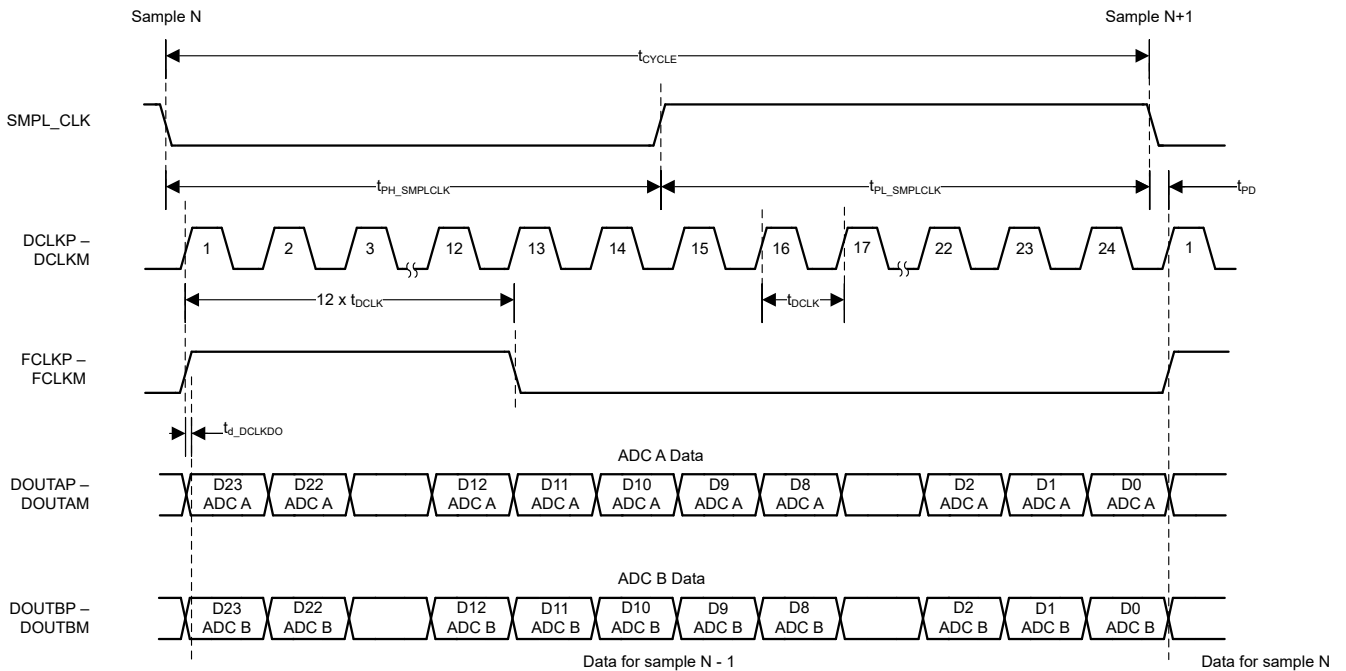 Sample N
Sample N+1
tCYCLE
SMPL_CLK
tPH_SMPLCLK
tPL_SMPLCLK
tPD
DCLKP –
DCLKM
1 2 3 12 13 14 15 16 17 22 23 24 1
12 x tDCLK
tDCLK
FCLKP –
FCLKM
td_DCLKDO
ADC A Data
DOUTAP –
DOUTAM
D23 D22 D12 D11 D10 D9 D8 D2 D1 D0
ADC A ADC A ADC A ADC A ADC A ADC A ADC A ADC A ADC A ADC A
ADC B Data
DOUTBP –
DOUTBM
D23 D22 D12 D11 D10 D9 D8 D2 D1 D0
ADC B ADC B ADC B ADC B ADC B ADC B ADC B ADC B ADC B ADC B
Data for sample N - 1
Data for sample N